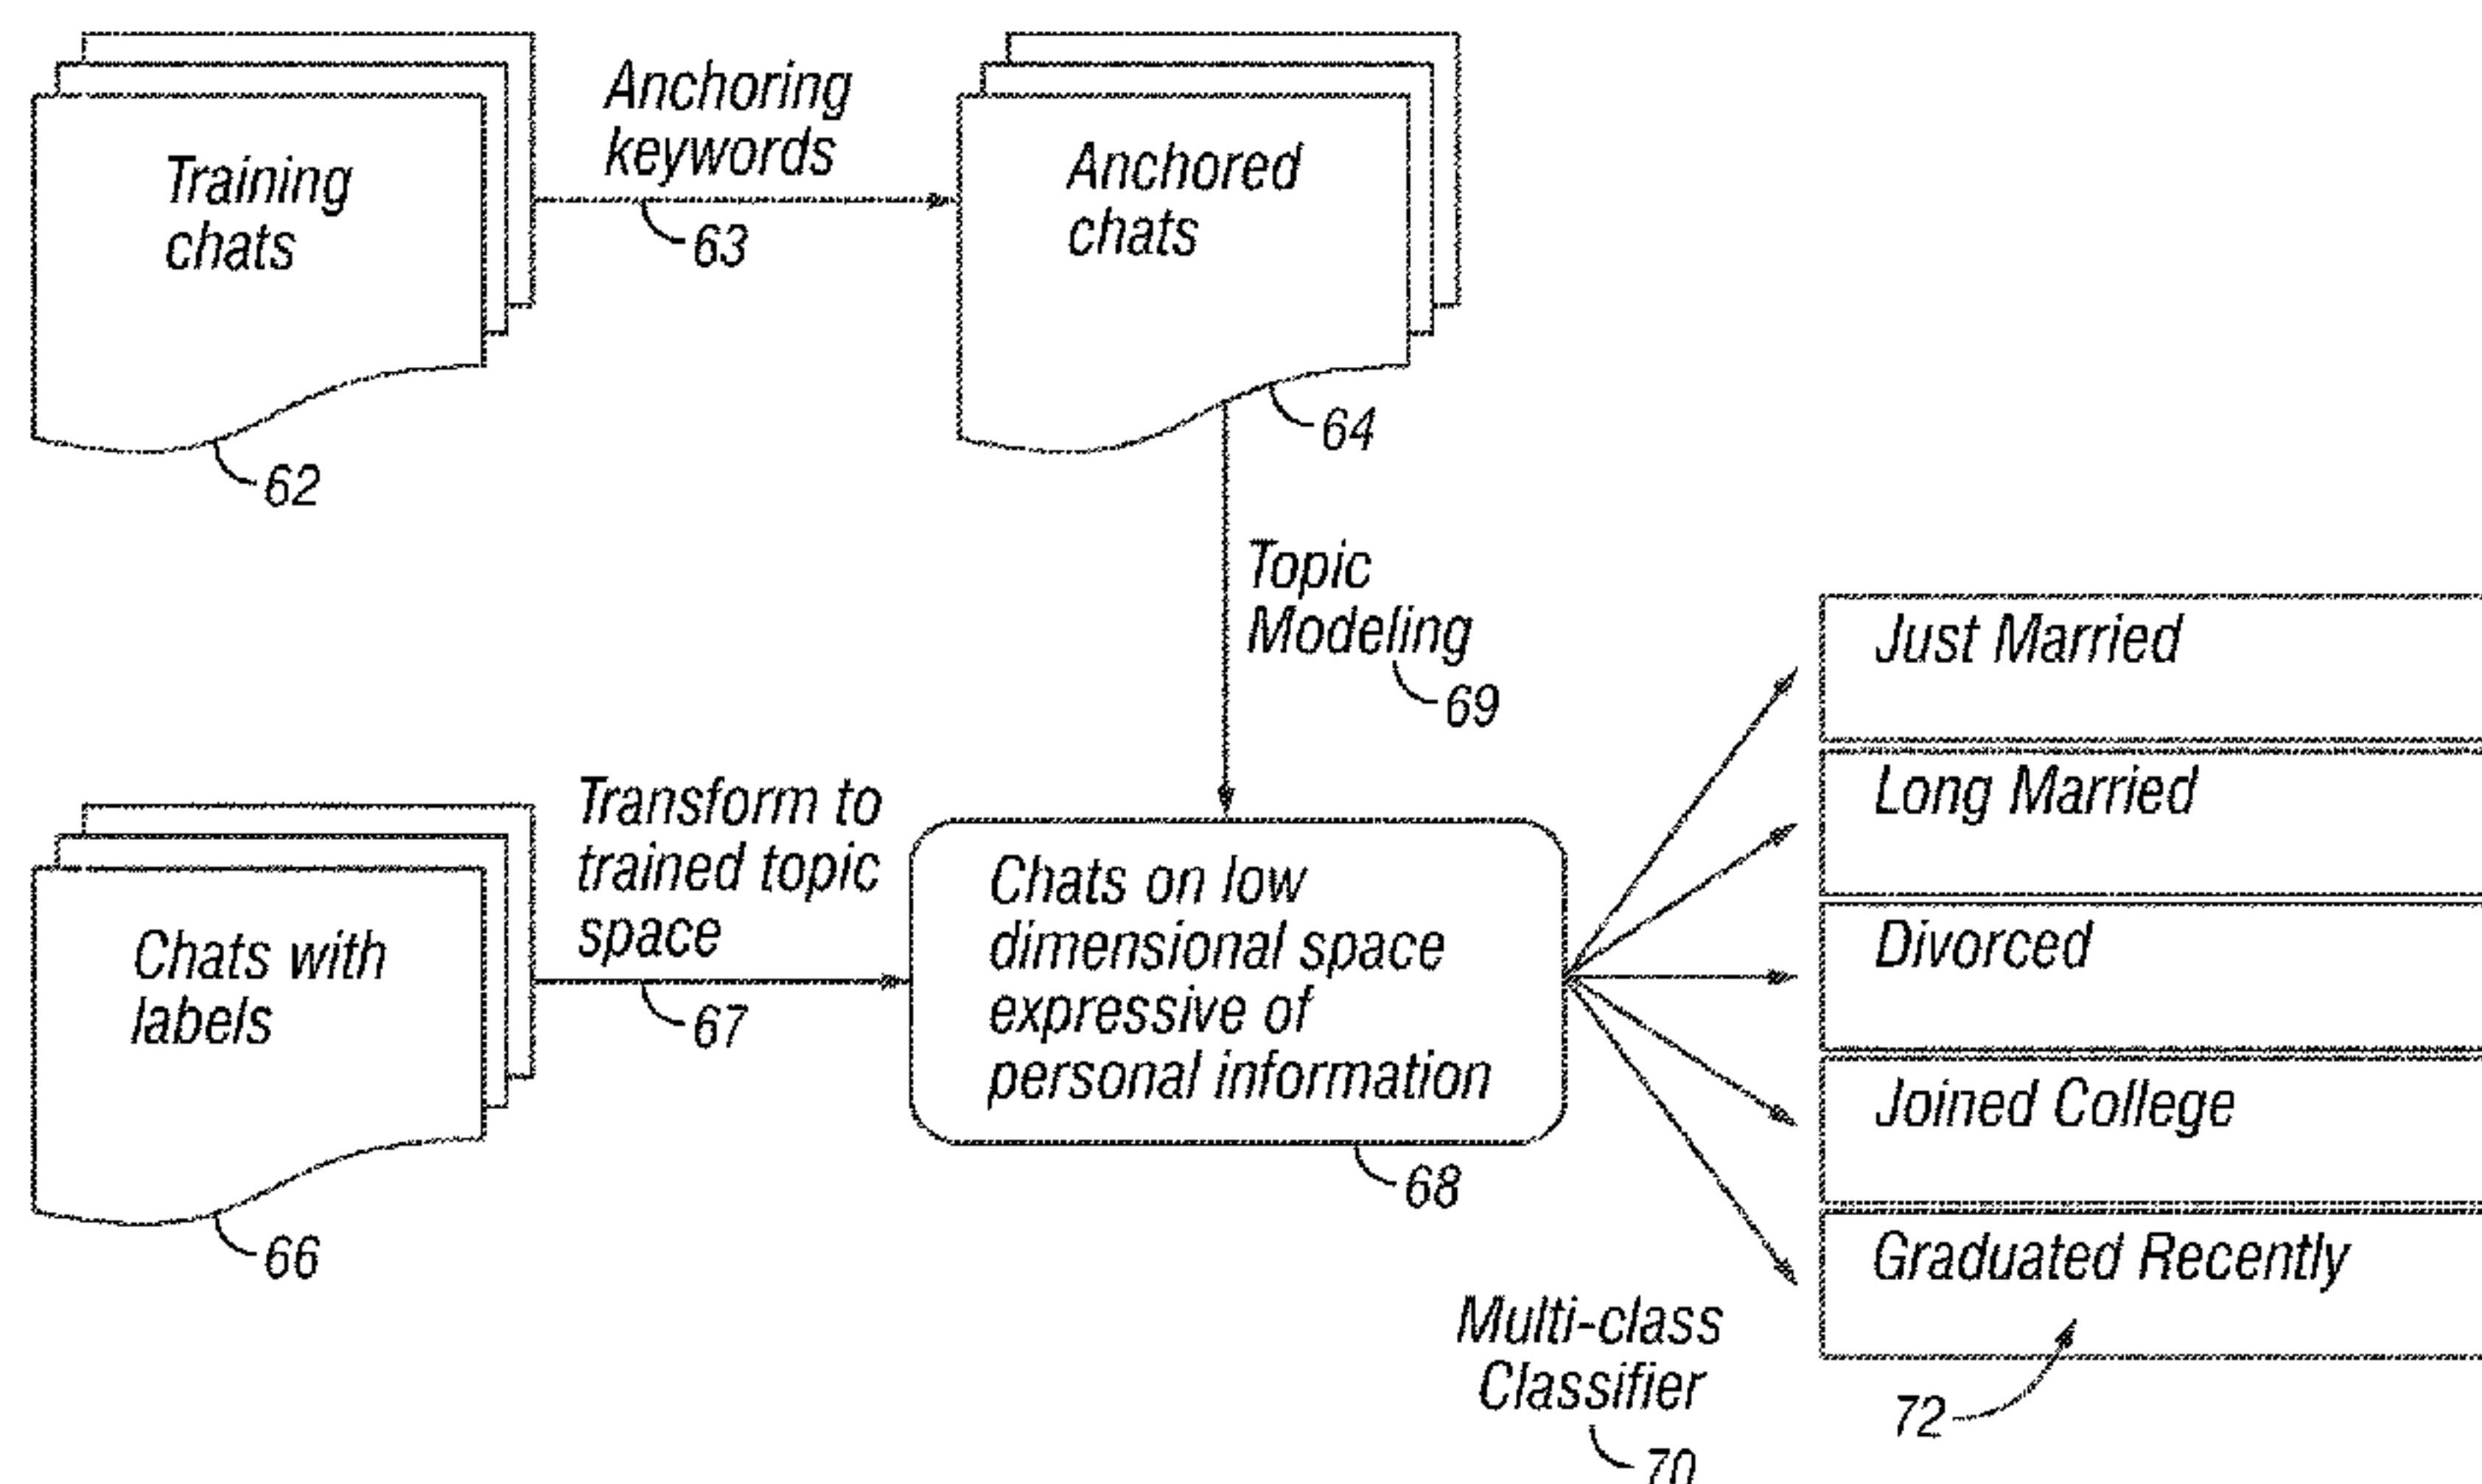 Training
chats
62
Anchoring
keywords
63
Anchored
chats
64
Topic
Modeling
69
Chats with
labels
66
Transform to
trained topic
space
67
Chats on low
dimensional space
expressive of
personal information
68
Just Married
Long Married
Divorced
Joined College
Graduated Recently
72
Multi-class
Classifier
70